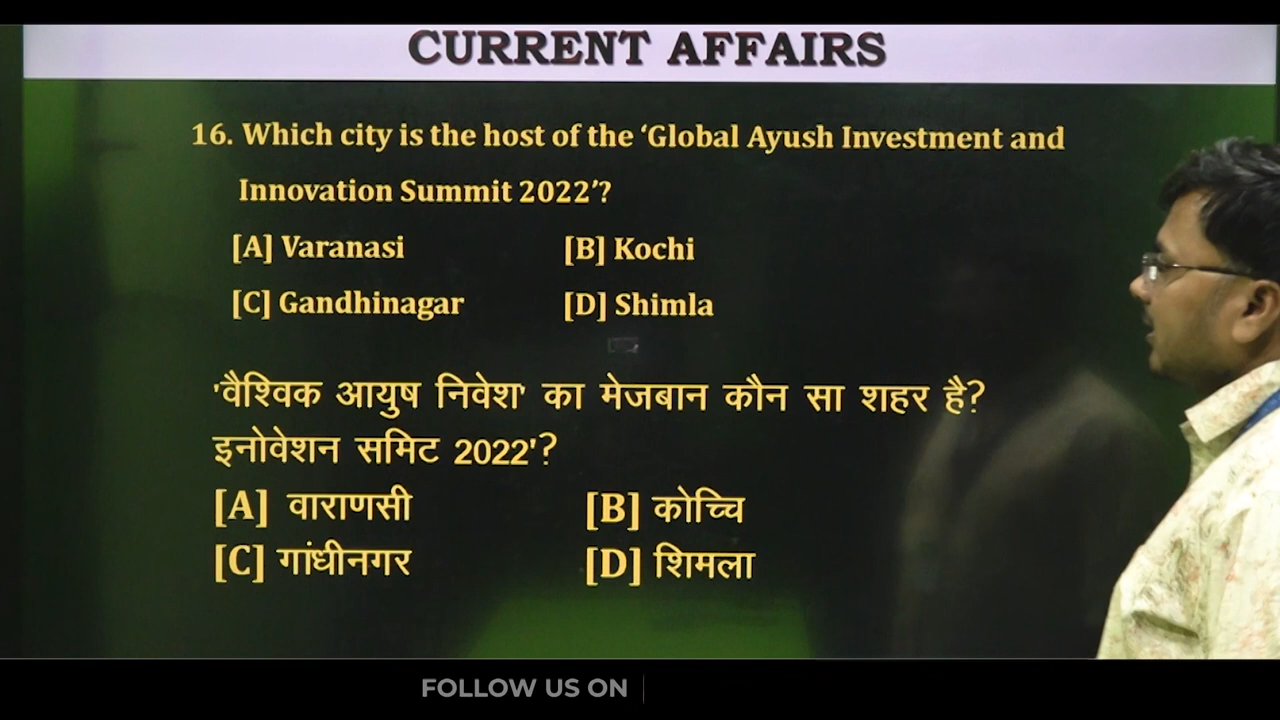 CURRENT AFFAIRS
16. Which city is the host of the ‘Global Ayush Investment and
Innovation Summit 2022’?
[A] Varanasi [B] Kochi
[C] Gandhinagar [D] Shimla
'वैश्विक आयुष निवेश' का मेजबान कौन सा शहर है?
इनोवेशन समिट 2022'?
[A] वाराणसी [B] कोच्चि
[C] गांधीनगर [D] शिमला
FOLLOW US ON